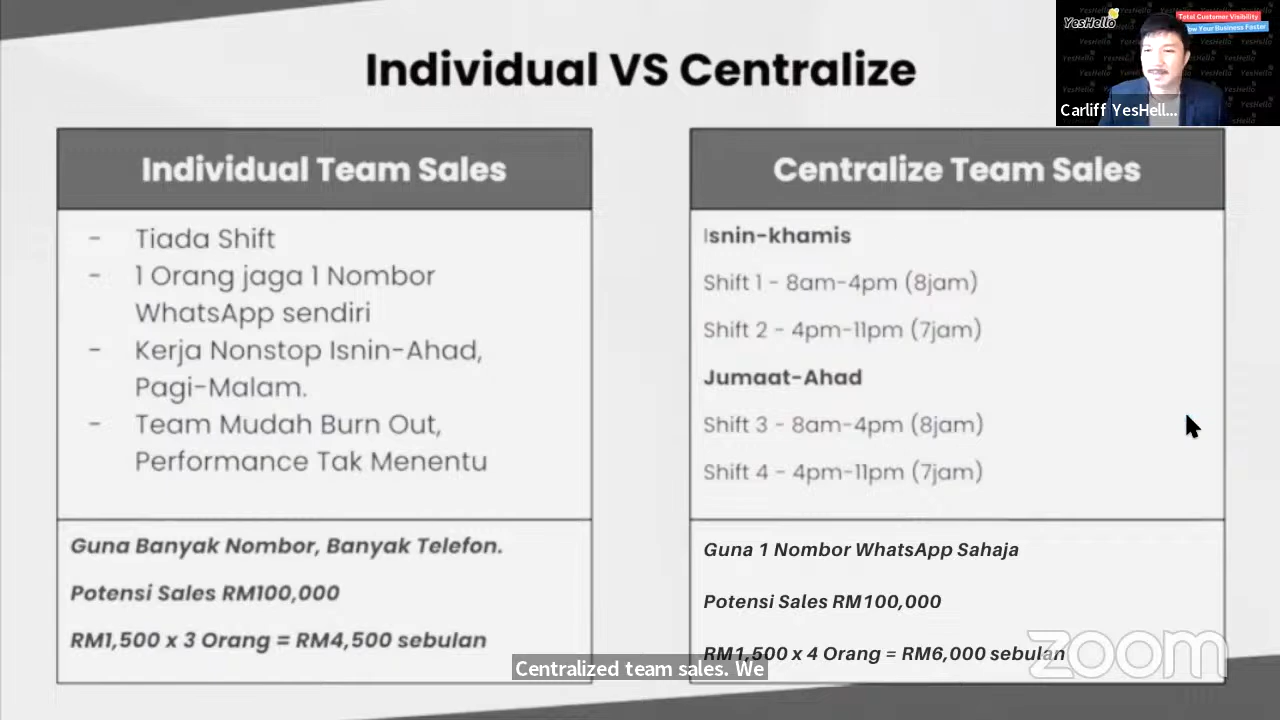 Individual VS Centralize
YesHello
Total Customer Visibility
ow Your Business Faster
Carliff YesHell...
Individual Team Sales
- Tiada Shift
- 1 Orang jaga 1 Nombor
WhatsApp sendiri
- Kerja Nonstop Isnin-Ahad,
Pagi-Malam.
- Team Mudah Burn Out,
Performance Tak Menentu
Guna Banyak Nombor, Banyak Telefon.
Potensi Sales RM100,000
RM1,500 x 3 Orang = RM4,500 sebulan
Centralize Team Sales
Isnin-khamis
Shift 1 - 8am-4pm (8jam)
Shift 2 - 4pm-11pm (7jam)
Jumaat-Ahad
Shift 3 - 8am-4pm (8jam)
Shift 4 - 4pm-11pm (7jam)
Guna 1 Nombor WhatsApp Sahaja
Potensi Sales RM100,000
RM1,500 x 4 Orang = RM6,000 sebulan
zoom
Centralized team sales. We